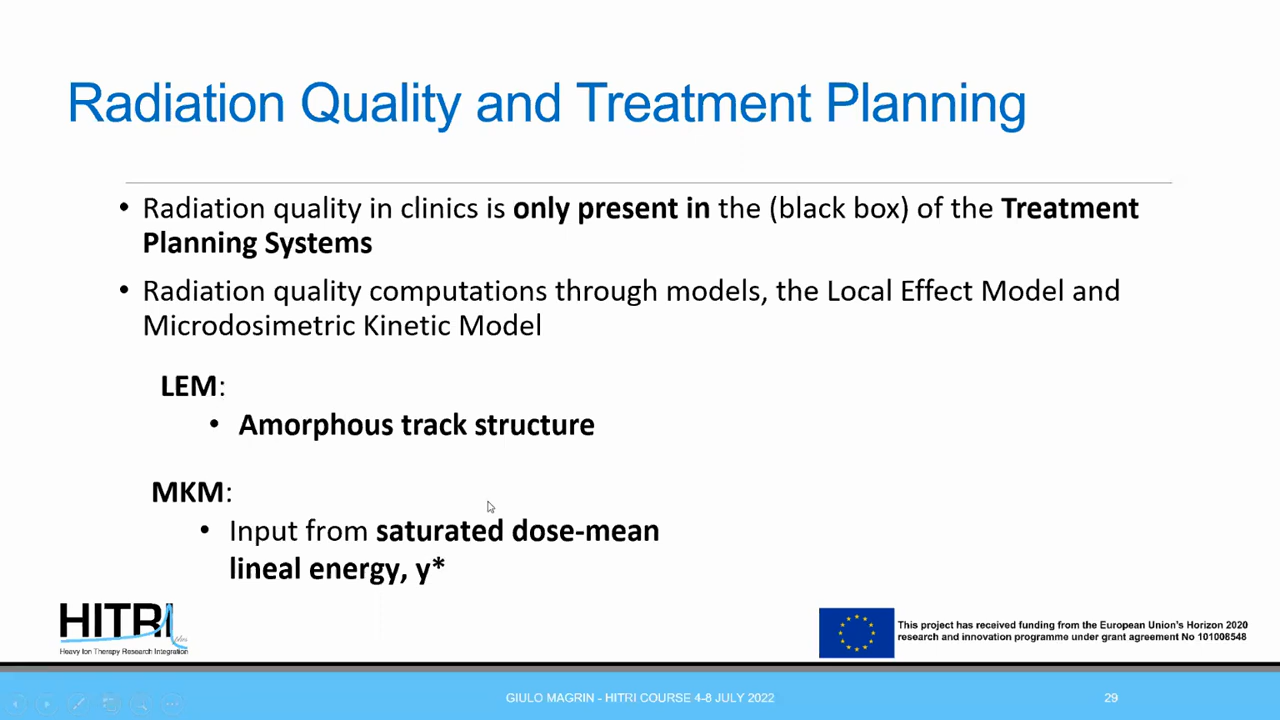 Radiation Quality and Treatment Planning
• Radiation quality in clinics is only present in the (black box) of the Treatment
Planning Systems
• Radiation quality computations through models, the Local Effect Model and
Microdosimetric Kinetic Model
LEM:
• Amorphous track structure
MKM:
• Input from saturated dose-mean
lineal energy, y*
HITRI
Heavy Ion Therapy Research Integration
This project has received funding from the European Union's Horizon 2020
research and innovation programme under grant agreement No 101008548
GIULO MAGRIN - HITRI COURSE 4-8 JULY 2022
29